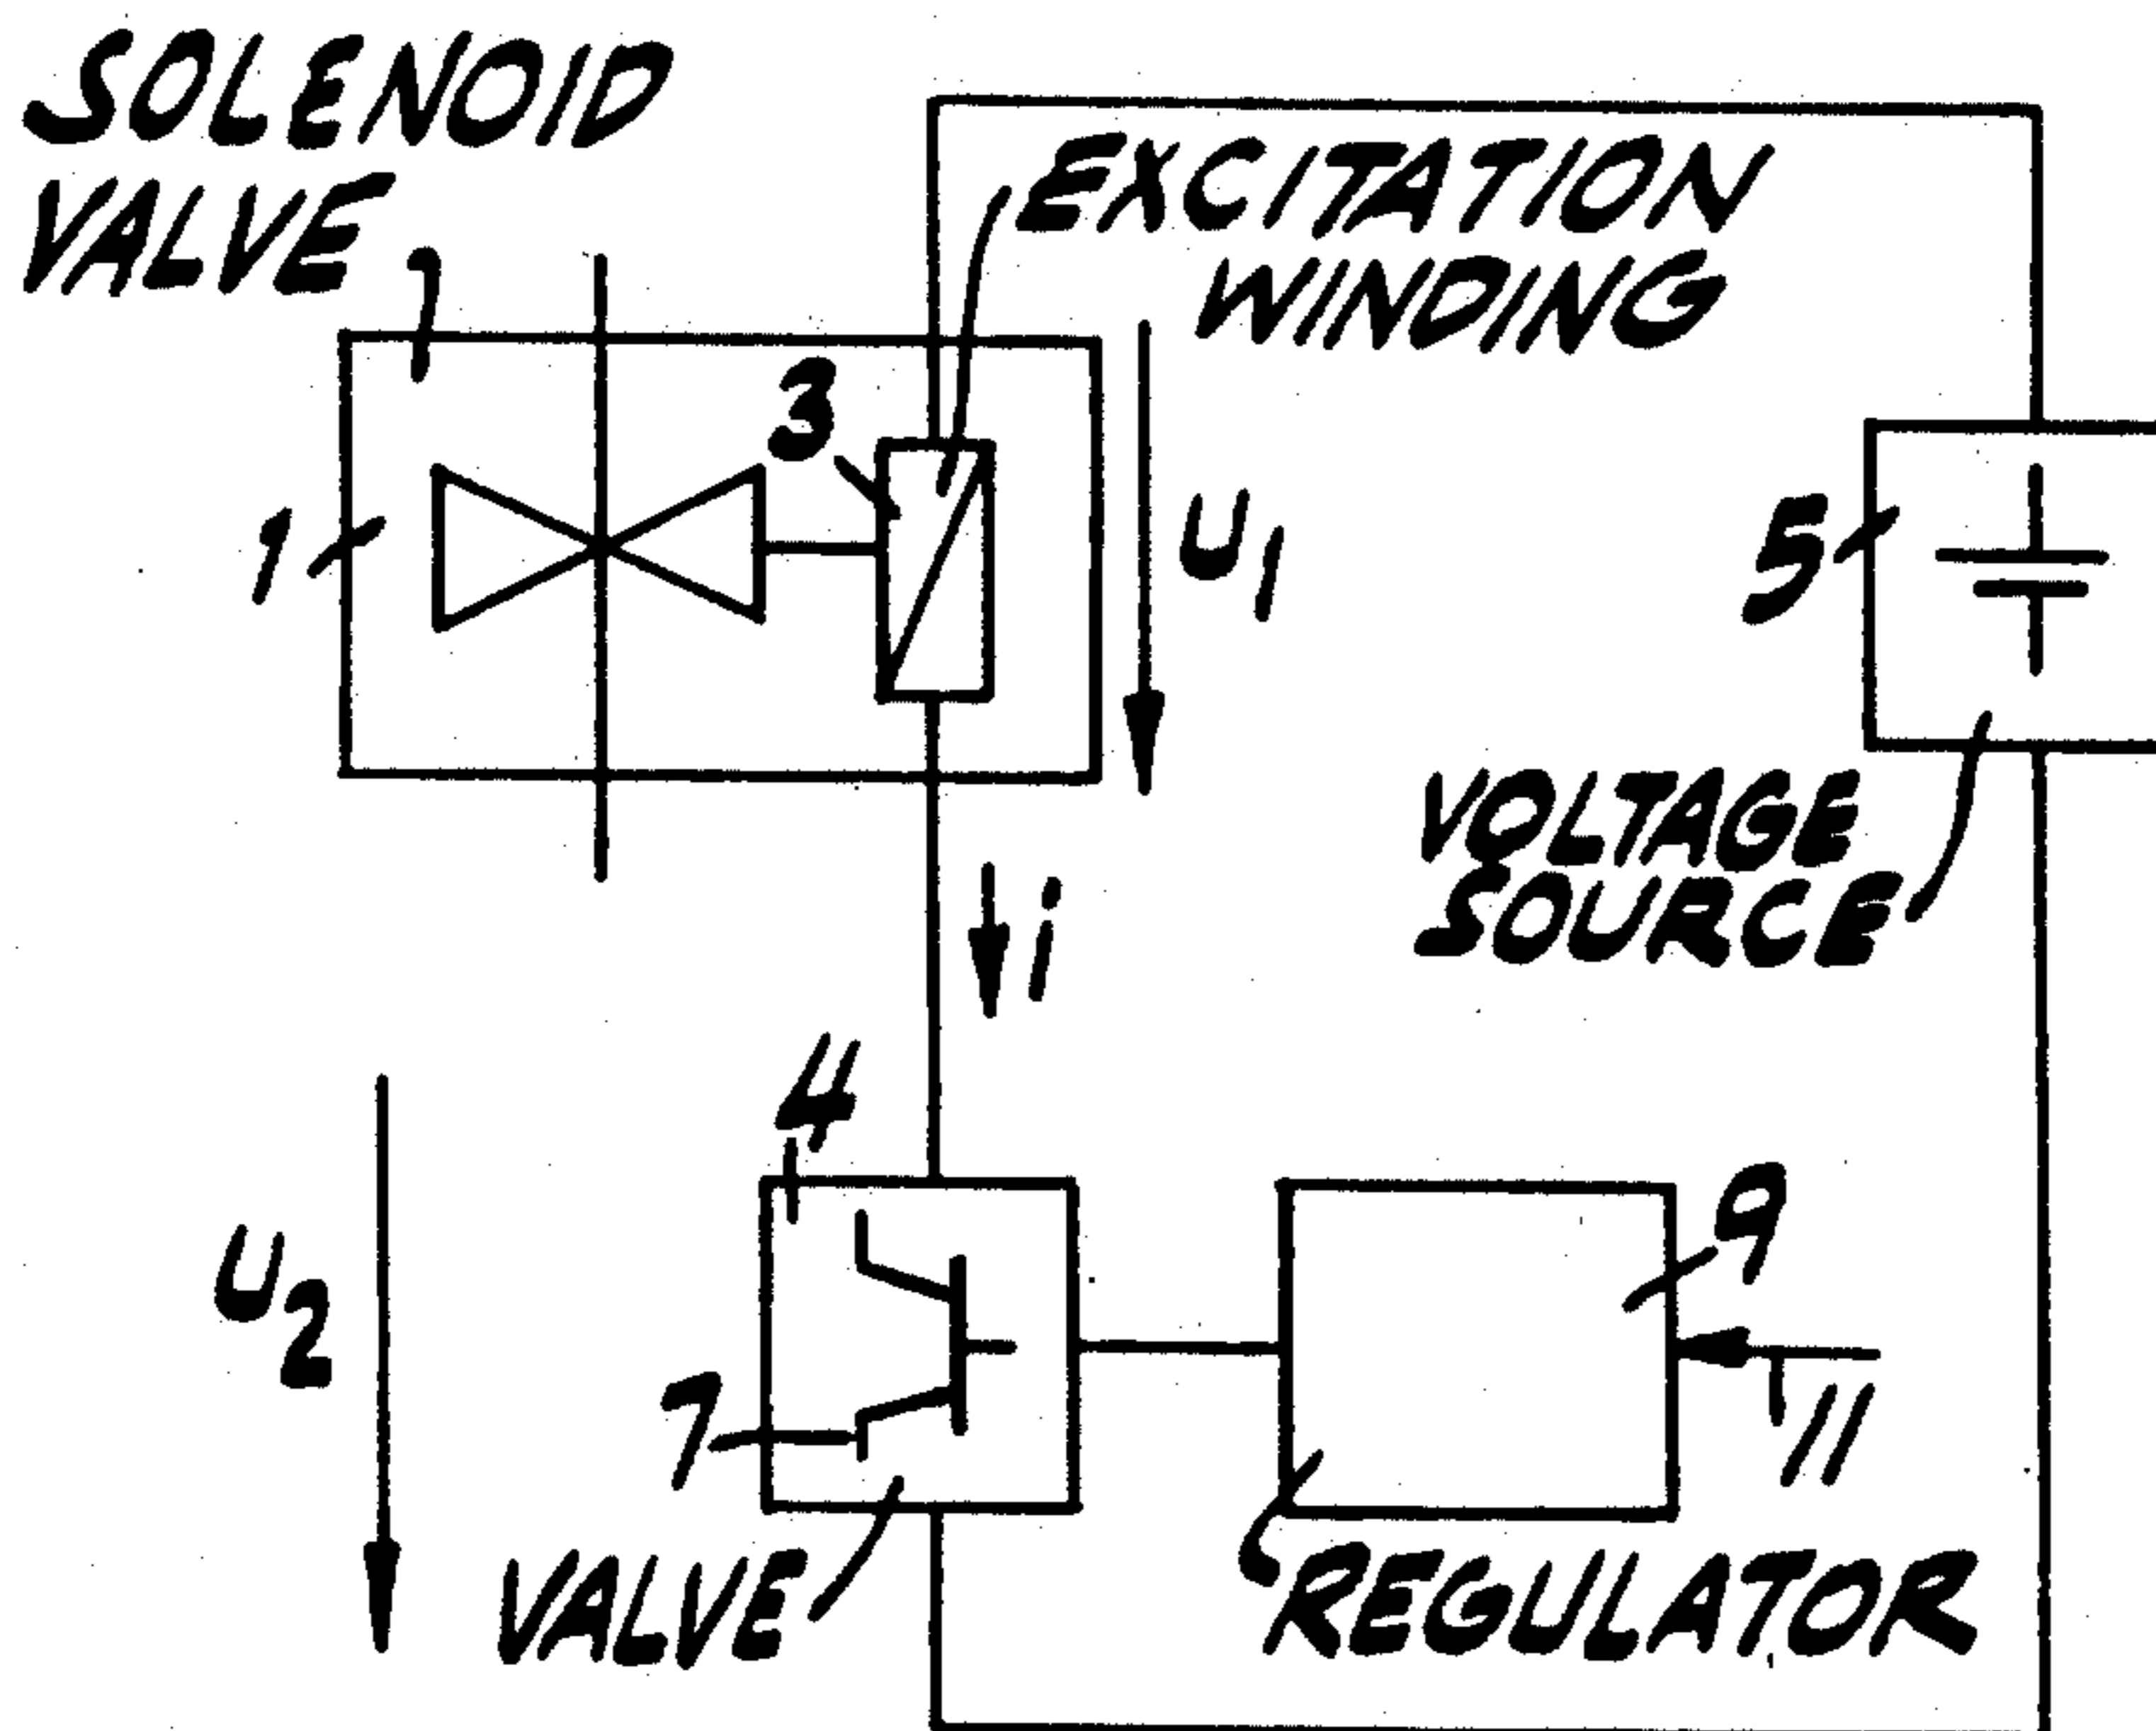 SOLENOID
VALVE
EXCITATION
WINDING
3
1
u1
5
VOLTAGE
SOURCE
i
4
u2
9
7
11
VALVE
REGULATOR